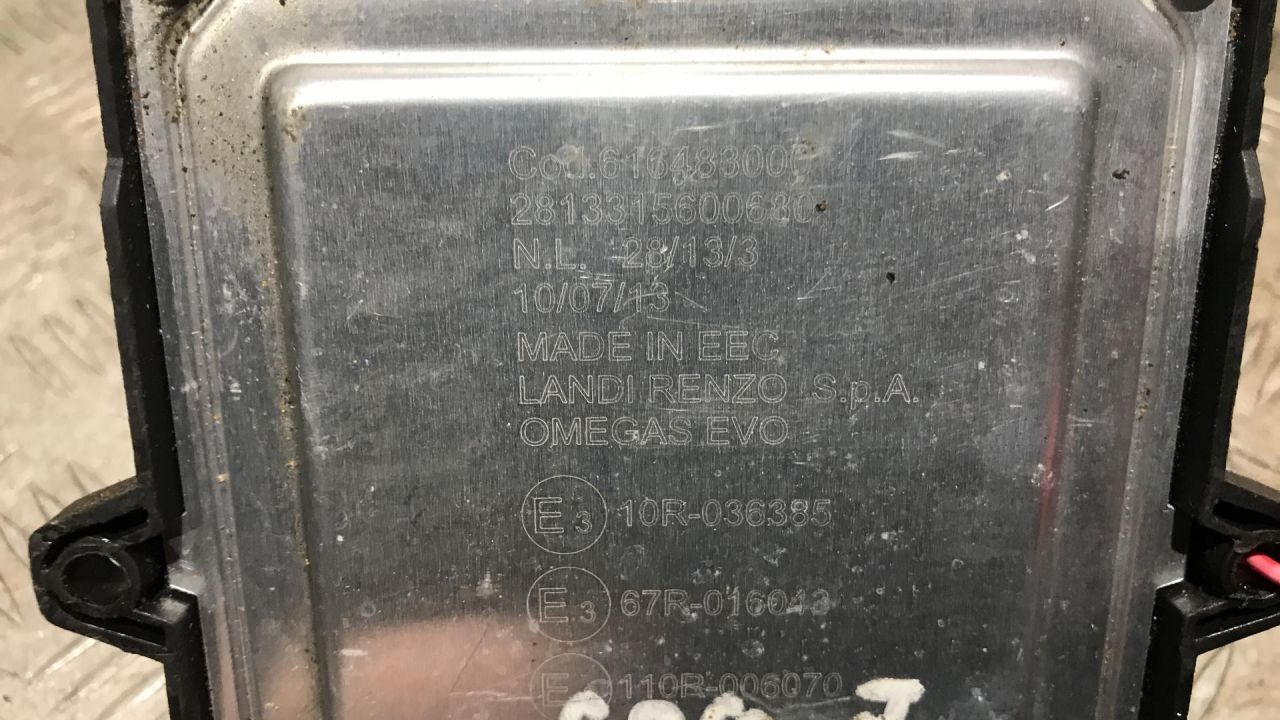 Cod.616483000
2813315600680
N.L. 28/13/3
10/07/13
MADE IN EEC
LANDI RENZO S.p.A.
OMEGAS EVO
E3 10R-036385
E3 67R-016043
E 110R-006070